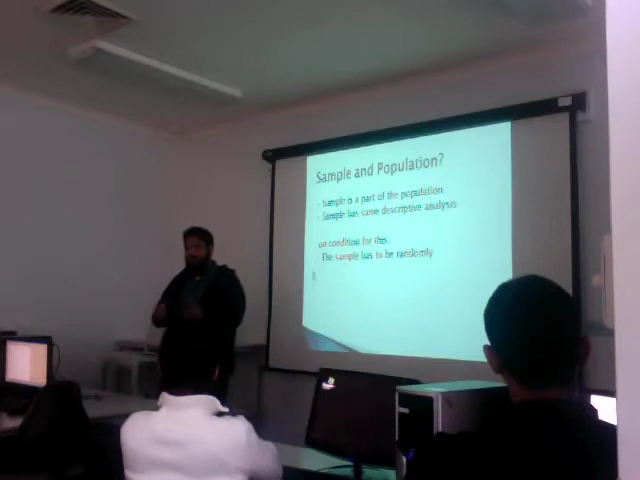 Sample and Population?
- Sample is a part of the population
- Sample has same descriptive analysis
on condition for this:
- The sample has to be randomly